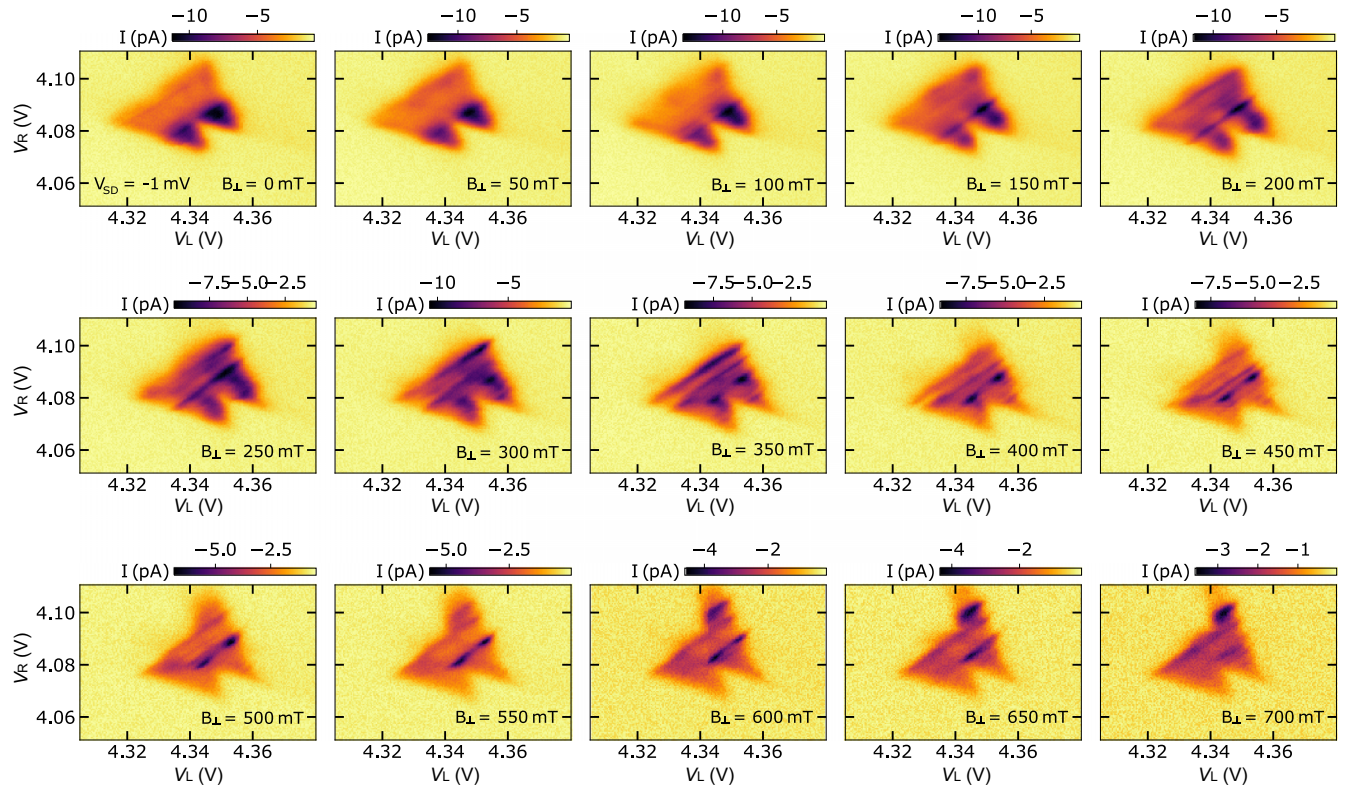 −10 −5 −10 −5 −10 −5 −10 −5 −10 −5
I (pA) I (pA) I (pA) I (pA) I (pA)
4.10
4.08
4.06
V_R (V)
V_SD = -1 mV B⊥ = 0 mT B⊥ = 50 mT B⊥ = 100 mT B⊥ = 150 mT B⊥ = 200 mT
4.32 4.34 4.36 4.32 4.34 4.36 4.32 4.34 4.36 4.32 4.34 4.36 4.32 4.34 4.36
V_L (V) V_L (V) V_L (V) V_L (V) V_L (V)
−7.5 −5.0 −2.5 −10 −5 −7.5 −5.0 −2.5 −7.5 −5.0 −2.5 −7.5 −5.0 −2.5
I (pA) I (pA) I (pA) I (pA) I (pA)
4.10
4.08
4.06
V_R (V)
B⊥ = 250 mT B⊥ = 300 mT B⊥ = 350 mT B⊥ = 400 mT B⊥ = 450 mT
4.32 4.34 4.36 4.32 4.34 4.36 4.32 4.34 4.36 4.32 4.34 4.36 4.32 4.34 4.36
V_L (V) V_L (V) V_L (V) V_L (V) V_L (V)
−5.0 −2.5 −5.0 −2.5 −4 −2 −4 −2 −3 −2 −1
I (pA) I (pA) I (pA) I (pA) I (pA)
4.10
4.08
4.06
V_R (V)
B⊥ = 500 mT B⊥ = 550 mT B⊥ = 600 mT B⊥ = 650 mT B⊥ = 700 mT
4.32 4.34 4.36 4.32 4.34 4.36 4.32 4.34 4.36 4.32 4.34 4.36 4.32 4.34 4.36
V_L (V) V_L (V) V_L (V) V_L (V) V_L (V)